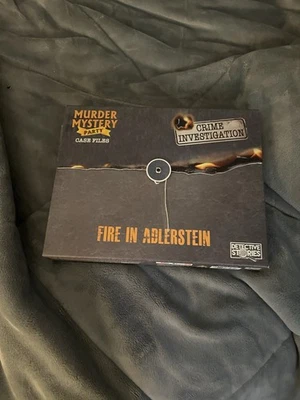 MURDER
MYSTERY
PARTY
CASE FILES
CRIME
INVESTIGATION
FIRE IN ADLERSTEIN
DETECTIVE
STORIES